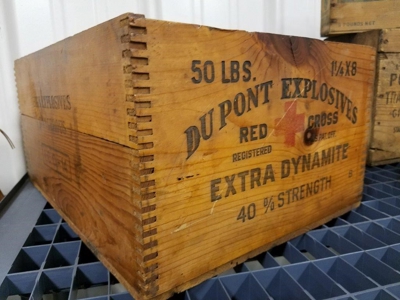 50 LBS. 1¼X8
DU PONT EXPLOSIVES
RED CROSS
REGISTERED
EXTRA DYNAMITE
40 % STRENGTH